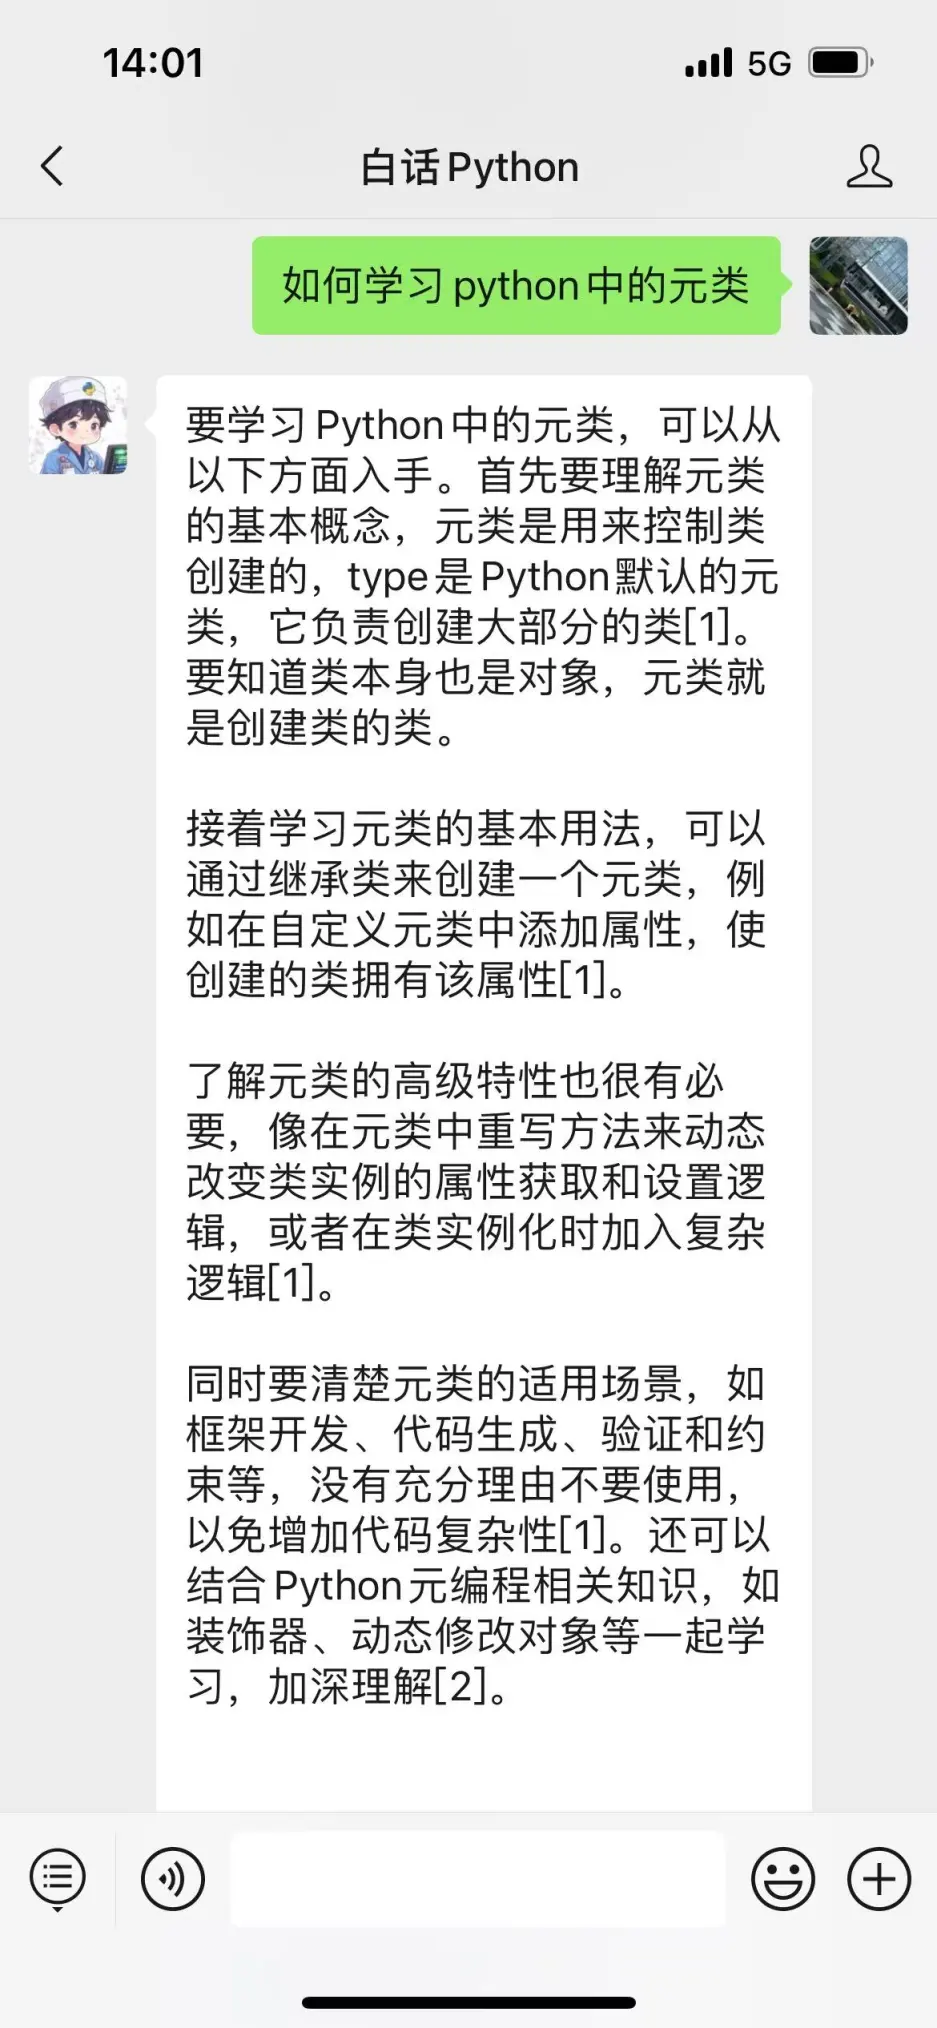 14:01
5G
白话Python
如何学习python中的元类
要学习Python中的元类，可以从
以下方面入手。首先要理解元类
的基本概念，元类是用来控制类
创建的，type是Python默认的元
类，它负责创建大部分的类[1]。
要知道类本身也是对象，元类就
是创建类的类。
接着学习元类的基本用法，可以
通过继承类来创建一个元类，例
如在自定义元类中添加属性，使
创建的类拥有该属性[1]。
了解元类的高级特性也很有必
要，像在元类中重写方法来动态
改变类实例的属性获取和设置逻
辑，或者在类实例化时加入复杂
逻辑[1]。
同时要清楚元类的适用场景，如
框架开发、代码生成、验证和约
束等，没有充分理由不要使用，
以免增加代码复杂性[1]。还可以
结合Python元编程相关知识，如
装饰器、动态修改对象等一起学
习，加深理解[2]。